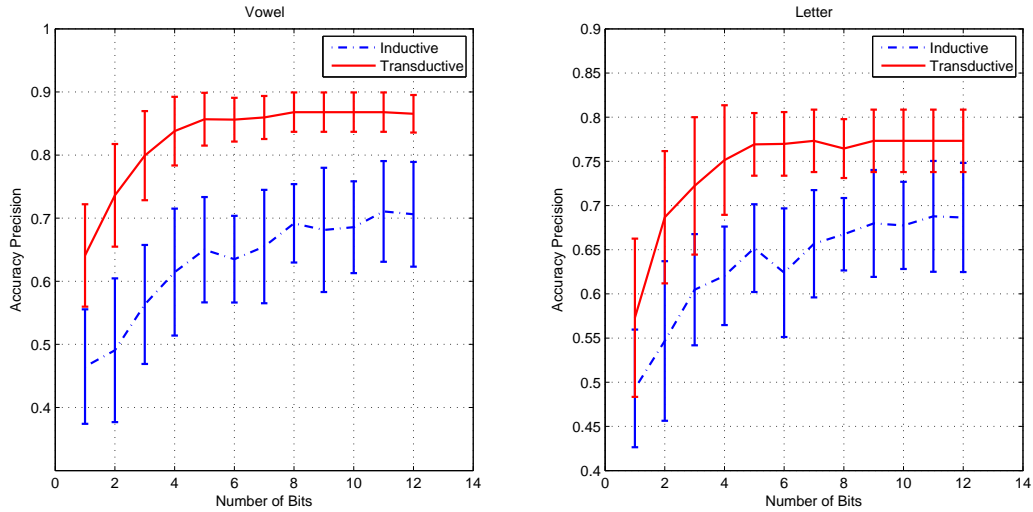 Vowel
Inductive
Transductive
1
0.9
0.8
0.7
0.6
0.5
0.4
Accuracy Precision
0 2 4 6 8 10 12 14
Number of Bits
Letter
Inductive
Transductive
0.9
0.85
0.8
0.75
0.7
0.65
0.6
0.55
0.5
0.45
0.4
Accuracy Precision
0 2 4 6 8 10 12 14
Number of Bits